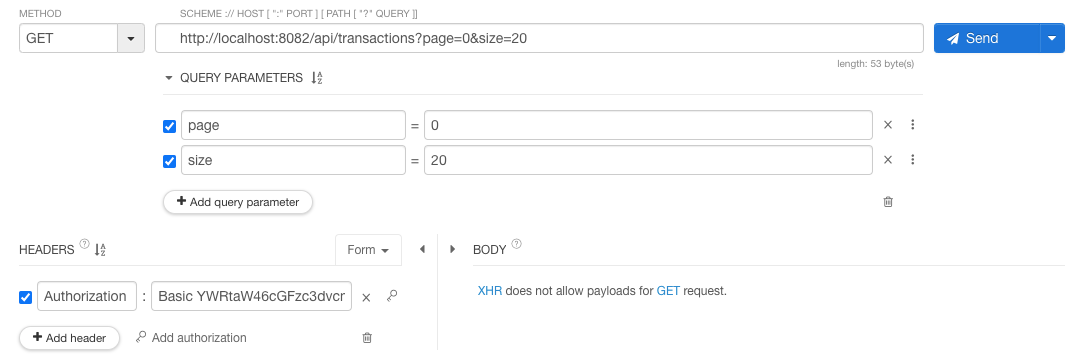 METHOD SCHEME :// HOST [ ":" PORT ] [ PATH [ "?" QUERY ]]
GET http://localhost:8082/api/transactions?page=0&size=20 Send
length: 53 byte(s)
QUERY PARAMETERS
page = 0
size = 20
+ Add query parameter
HEADERS ? Form BODY ?
Authorization : Basic YWRtaW46cGFzc3dvcr
XHR does not allow payloads for GET request.
+ Add header Add authorization